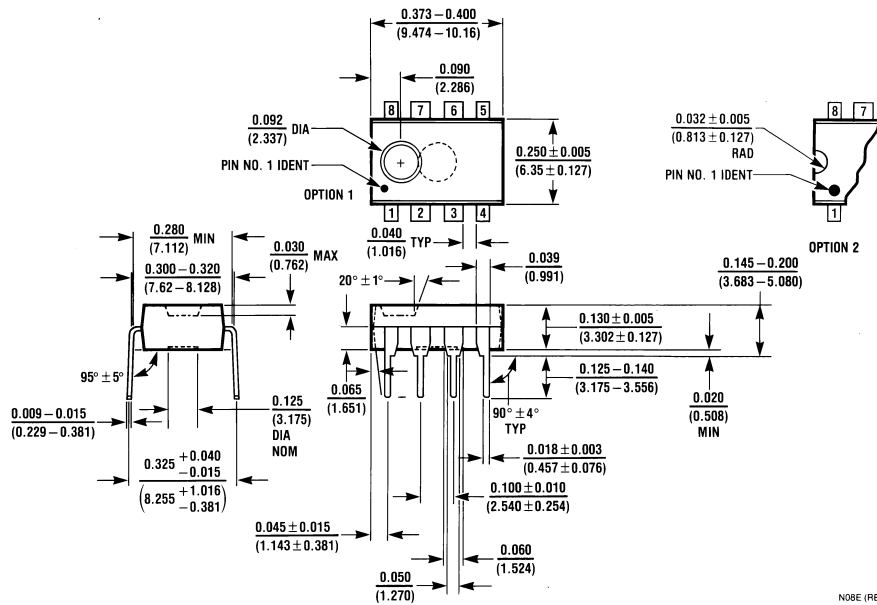 0.373 – 0.400
(9.474 – 10.16)
0.090
(2.286)
8 7 6 5
0.092
(2.337) DIA
PIN NO. 1 IDENT
OPTION 1
0.250 ± 0.005
(6.35 ± 0.127)
1 2 3 4
0.032 ± 0.005
(0.813 ± 0.127)
RAD
PIN NO. 1 IDENT
8 7
1
OPTION 2
0.280
(7.112) MIN
0.030
(0.762) MAX
0.040
(1.016) TYP
0.039
(0.991)
0.145 – 0.200
(3.683 – 5.080)
0.300 – 0.320
(7.62 – 8.128)
20° ± 1°
0.130 ± 0.005
(3.302 ± 0.127)
95° ± 5°
0.125
(3.175)
DIA
NOM
0.065
(1.651)
90° ± 4°
TYP
0.125 – 0.140
(3.175 – 3.556)
0.020
(0.508)
MIN
0.009 – 0.015
(0.229 – 0.381)
0.018 ± 0.003
(0.457 ± 0.076)
0.325 +0.040
-0.015
(8.255 +1.016
-0.381)
0.100 ± 0.010
(2.540 ± 0.254)
0.045 ± 0.015
(1.143 ± 0.381)
0.060
(1.524)
0.050
(1.270)
N08E (RE